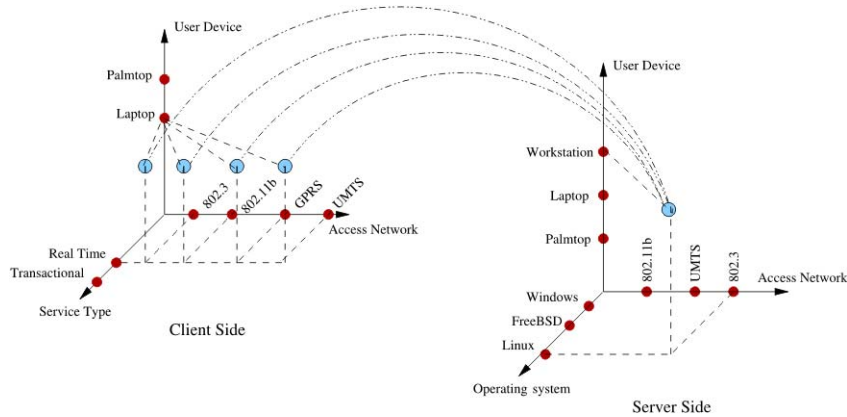 User Device
Palmtop
Laptop
802.3
802.11b
GPRS
UMTS
Access Network
Real Time
Transactional
Service Type
Client Side
User Device
Workstation
Laptop
Palmtop
802.11b
UMTS
802.3
Access Network
Windows
FreeBSD
Linux
Operating system
Server Side